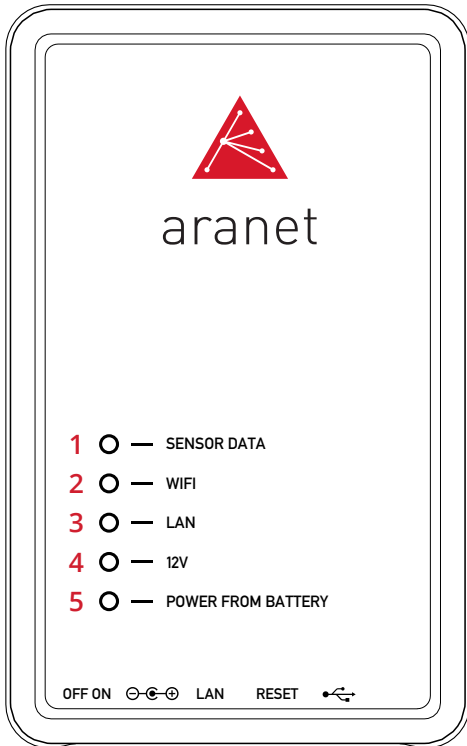 aranet
1 SENSOR DATA
2 WIFI
3 LAN
4 12V
5 POWER FROM BATTERY
OFF ON LAN RESET